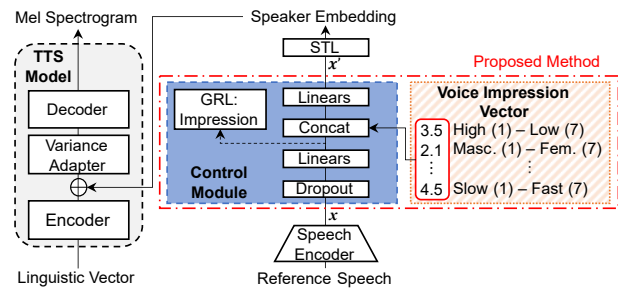 Mel Spectrogram
Speaker Embedding
TTS
Model
STL
x'
Proposed Method
Decoder
Variance
Adapter
Encoder
Linguistic Vector
GRL:
Impression
Linears
Concat
Linears
Dropout
Control
Module
x
Speech
Encoder
Reference Speech
Voice Impression
Vector
3.5 High (1) – Low (7)
2.1 Masc. (1) – Fem. (7)
⋮ ⋮
4.5 Slow (1) – Fast (7)